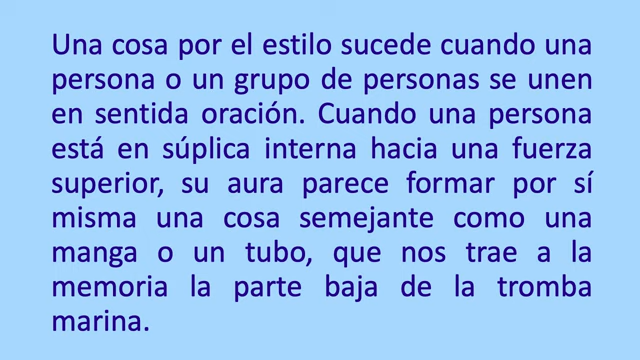 Una cosa por el estilo sucede cuando una
persona o un grupo de personas se unen
en sentida oración. Cuando una persona
está en súplica interna hacia una fuerza
superior, su aura parece formar por sí
misma una cosa semejante como una
manga o un tubo, que nos trae a la
memoria la parte baja de la tromba
marina.